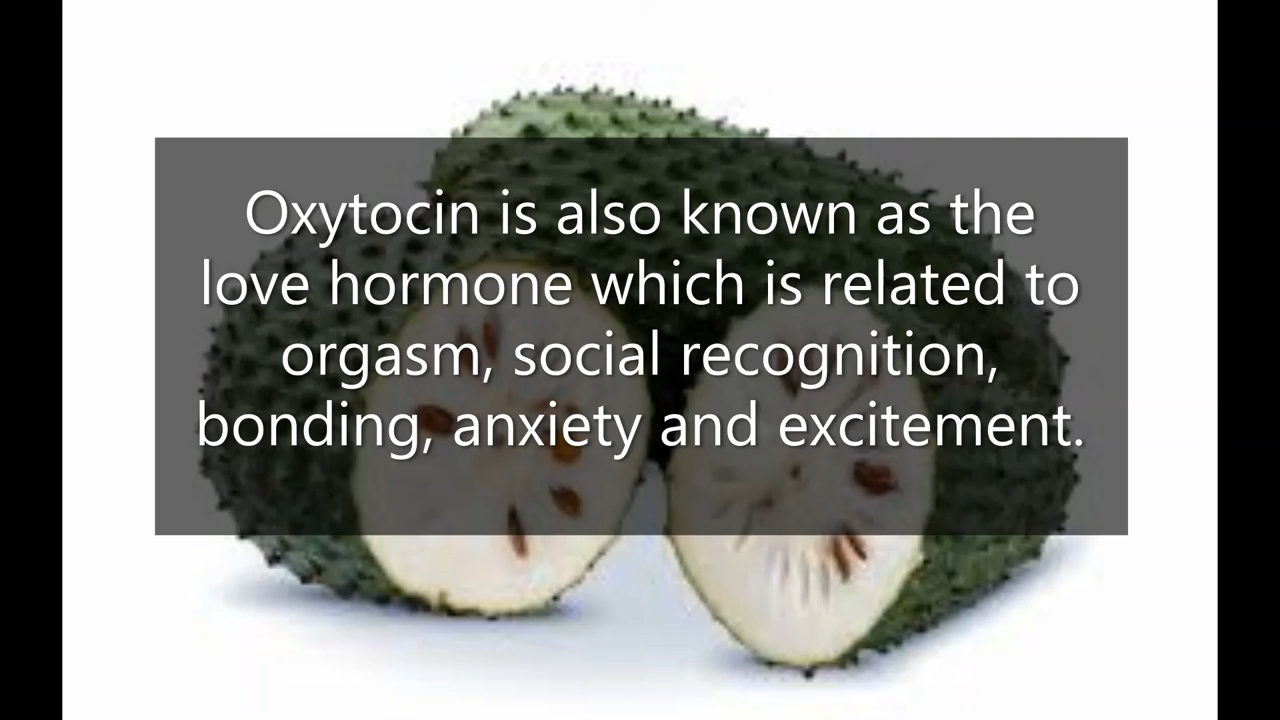 Oxytocin is also known as the
love hormone which is related to
orgasm, social recognition,
bonding, anxiety and excitement.